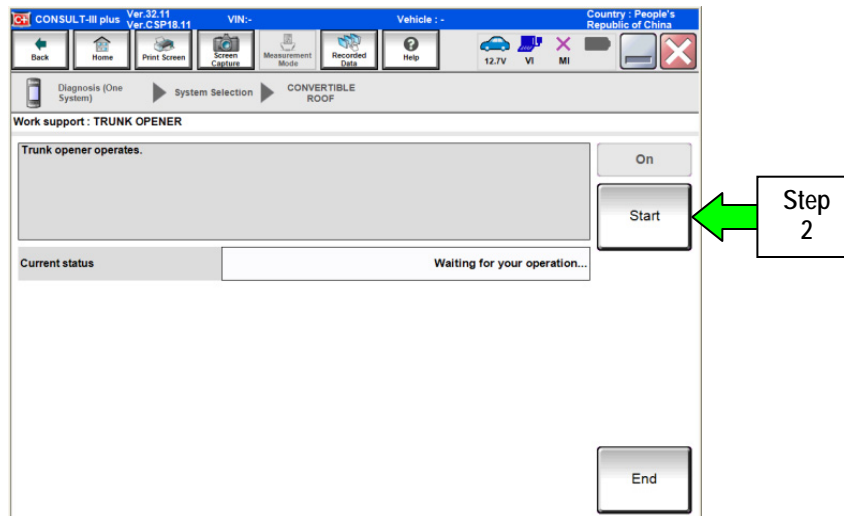 CONSULT-III plus Ver.32.11 Ver.CSP18.11 VIN:- Vehicle : - Country : People's Republic of China
Back Home Print Screen Screen Capture Measurement Mode Recorded Data Help 12.7V VI MI
Diagnosis (One System) System Selection CONVERTIBLE ROOF
Work support : TRUNK OPENER
Trunk opener operates.
On
Start
Step
2
Current status Waiting for your operation...
End